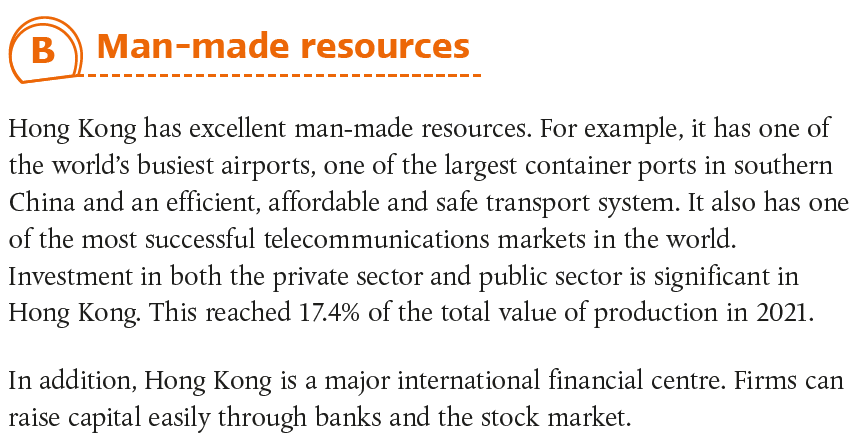 B Man-made resources
Hong Kong has excellent man-made resources. For example, it has one of
the world's busiest airports, one of the largest container ports in southern
China and an efficient, affordable and safe transport system. It also has one
of the most successful telecommunications markets in the world.
Investment in both the private sector and public sector is significant in
Hong Kong. This reached 17.4% of the total value of production in 2021.
In addition, Hong Kong is a major international financial centre. Firms can
raise capital easily through banks and the stock market.